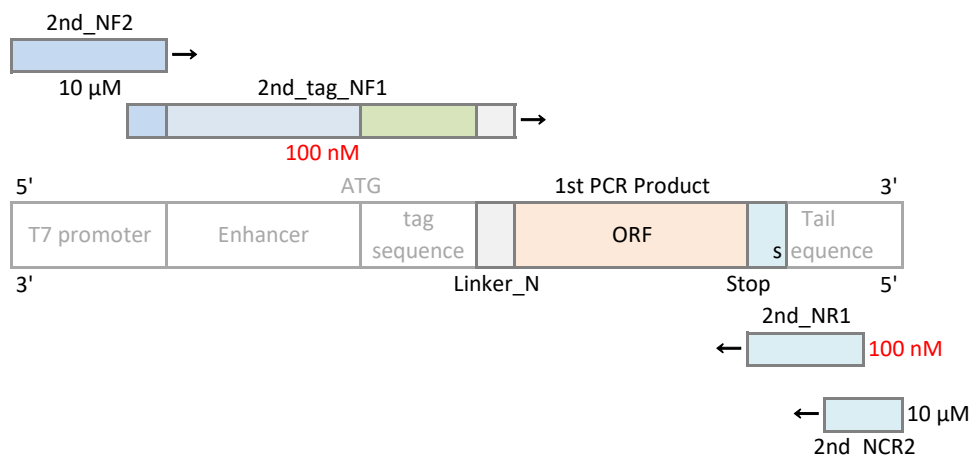 2nd_NF2
10 µM
2nd_tag_NF1
100 nM
5'
ATG
1st PCR Product
3'
T7 promoter
Enhancer
tag
sequence
ORF
Tail
s equence
3'
Linker_N
Stop
5'
2nd_NR1
100 nM
10 µM
2nd_NCR2